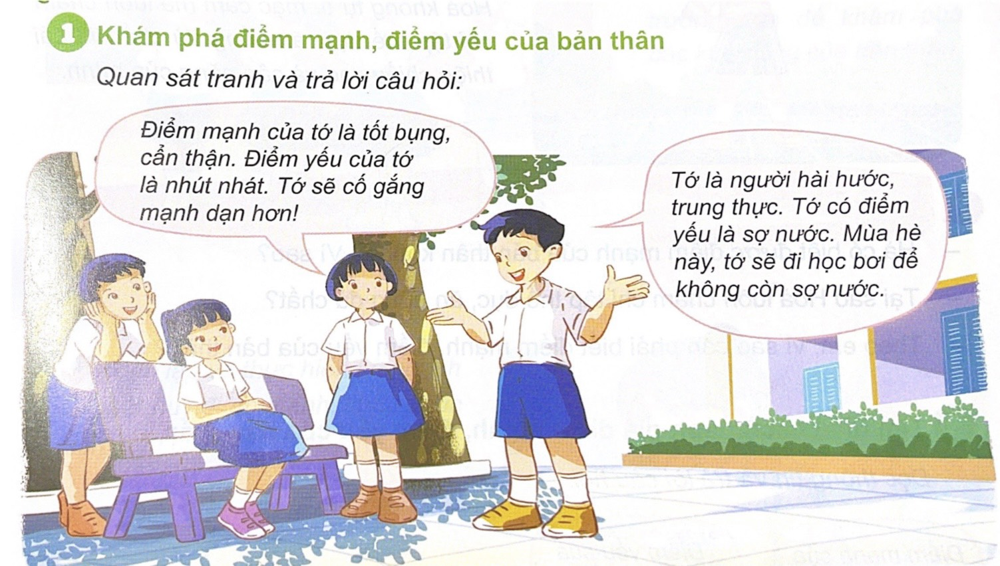 1 Khám phá điểm mạnh, điểm yếu của bản thân
Quan sát tranh và trả lời câu hỏi:
Điểm mạnh của tớ là tốt bụng,
cẩn thận. Điểm yếu của tớ
là nhút nhát. Tớ sẽ cố gắng
mạnh dạn hơn!
Tớ là người hài hước,
trung thực. Tớ có điểm
yếu là sợ nước. Mùa hè
này, tớ sẽ đi học bơi để
không còn sợ nước.